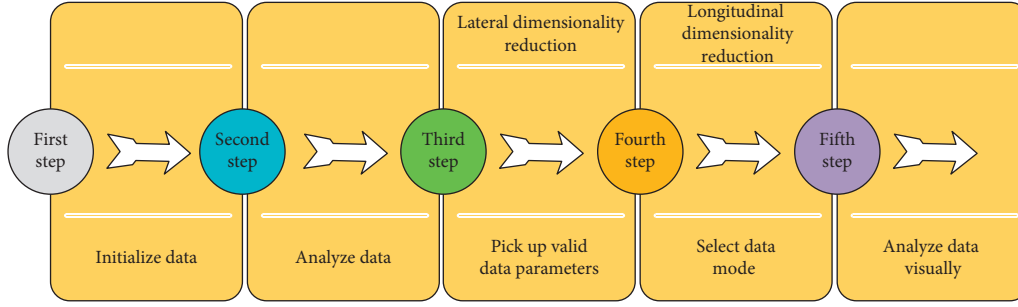 Lateral dimensionality
reduction
Longitudinal
dimensionality
reduction
First
step
Second
step
Third
step
Fourth
step
Fifth
step
Initialize data
Analyze data
Pick up valid
data parameters
Select data
mode
Analyze data
visually